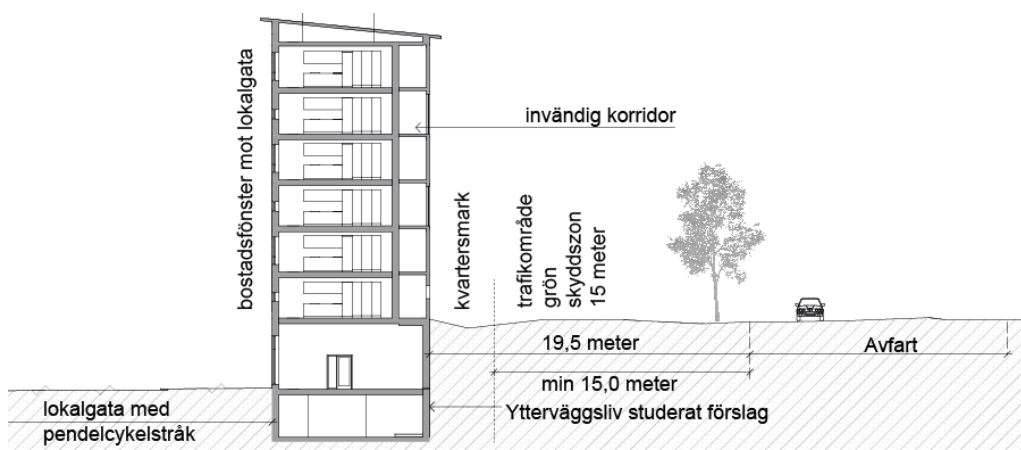 bostadsfönster mot lokalgata
invändig korridor
kvartersmark
trafikområde
grön
skyddszon
15 meter
19,5 meter
Avfart
min 15,0 meter
Ytterväggsliv studerat förslag
lokalgata med
pendelcykelstråk